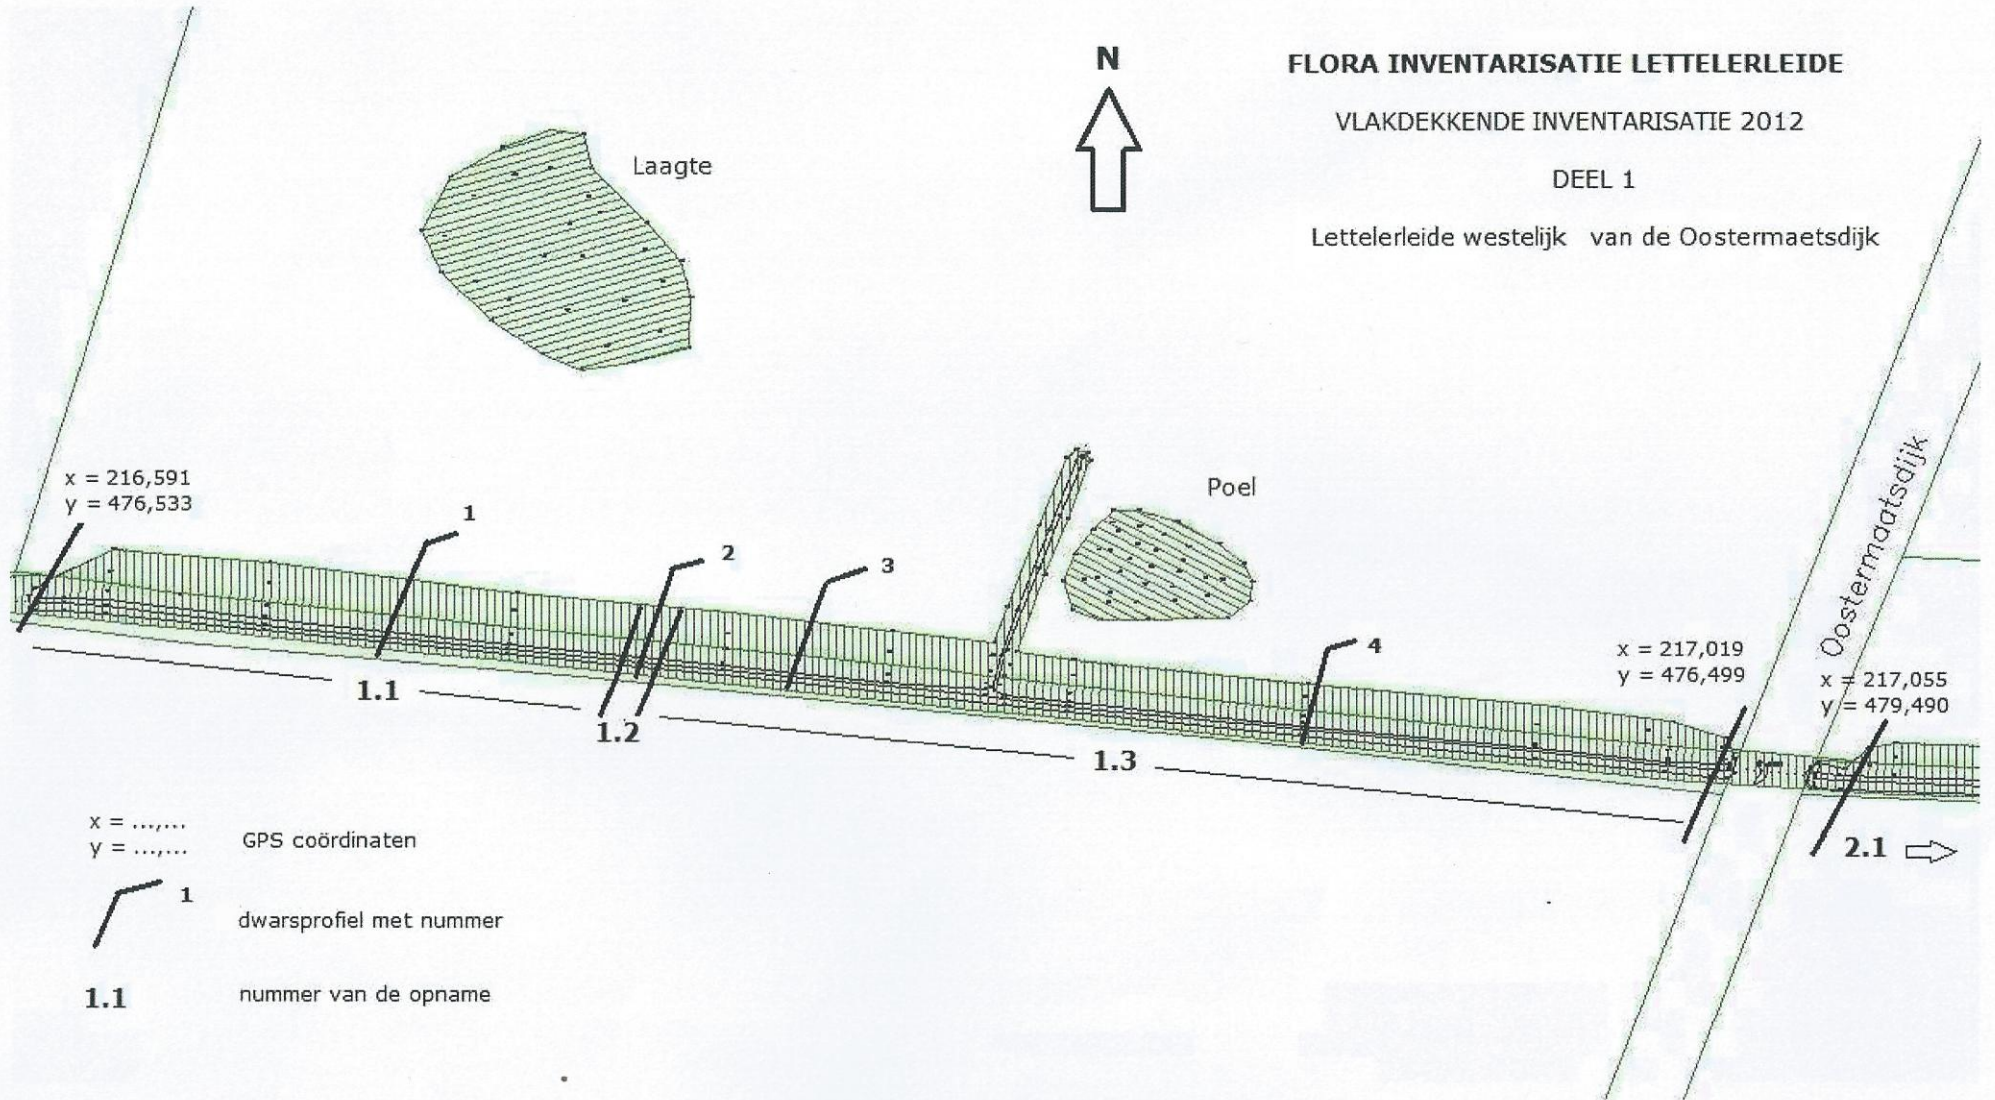 N
FLORA INVENTARISATIE LETTELERLEIDE
VLAKDEKKENDE INVENTARISATIE 2012
DEEL 1
Lettelerleide westelijk van de Oostermaetsdijk
Laagte
Poel
Oostermaatsdijk
x = 216,591
y = 476,533
1
2
3
4
x = 217,019
y = 476,499
x = 217,055
y = 479,490
1.1
1.2
1.3
2.1
x = ...,...
y = ...,...
GPS coördinaten
1
dwarsprofiel met nummer
1.1
nummer van de opname